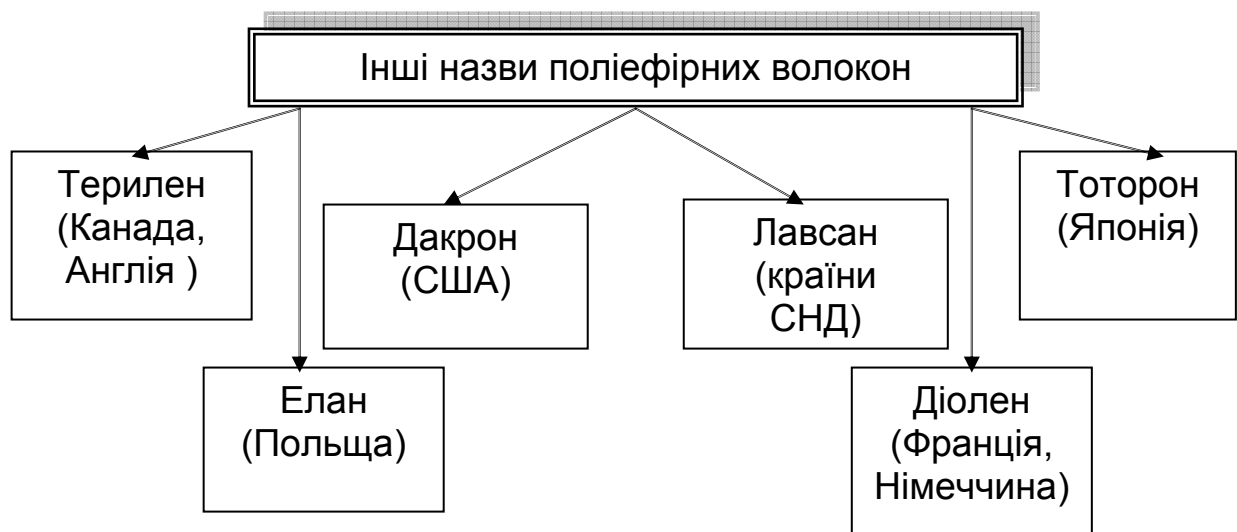 Інші назви поліефірних волокон
Терилен
(Канада,
Англія )
Дакрон
(США)
Лавсан
(країни
СНД)
Тоторон
(Японія)
Елан
(Польща)
Діолен
(Франція,
Німеччина)